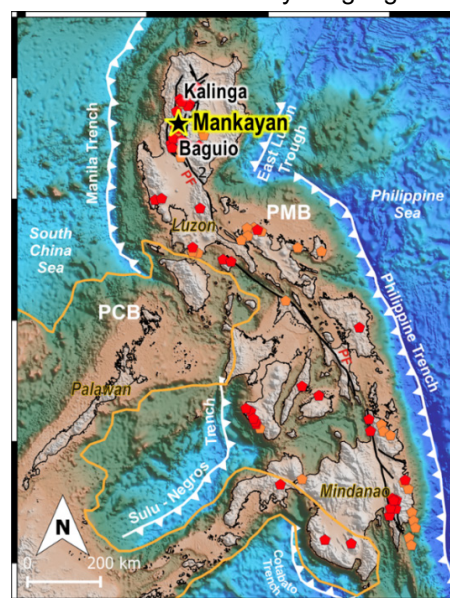 Kalinga
Mankayan
Baguio
Manila Trench
East Luzon
Trough
PF
2
PMB
Luzon
Philippine
Sea
South
China
Sea
PCB
Philippine Trench
PF
Palawan
Trench
Sulu - Negros
Mindanao
Cotabato
Trench
N
0
200 km